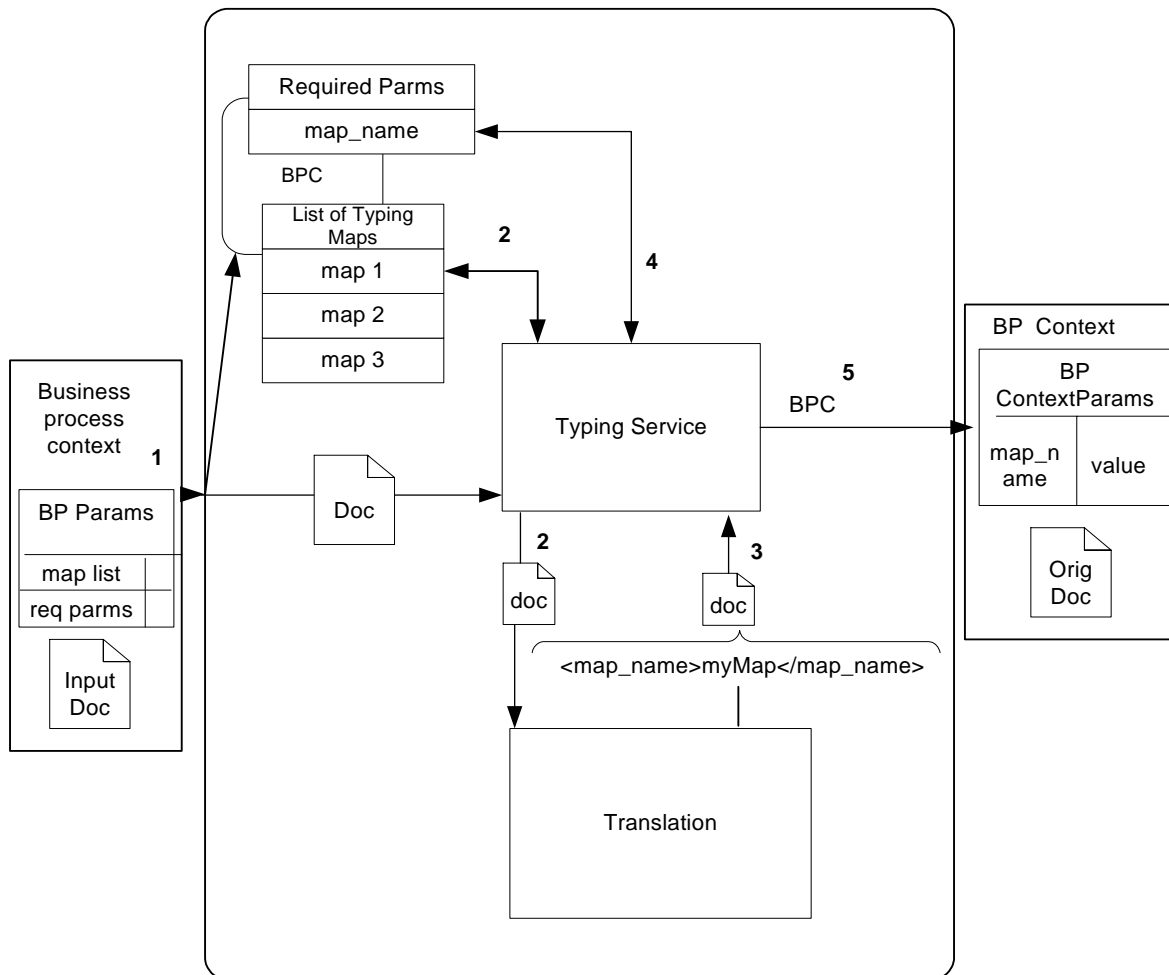 Required Parms
map_name
BPC
List of Typing
Maps
map 1
map 2
map 3
2
4
Business
process
context
1
BP Params
map list
req parms
Input
Doc
Doc
Typing Service
5
BPC
BP Context
BP
ContextParams
map_n
ame
value
Orig
Doc
2
doc
3
doc
<map_name>myMap</map_name>
Translation